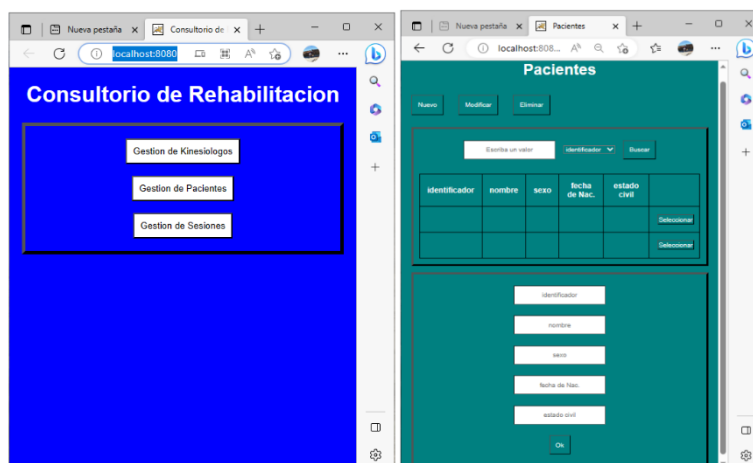 Nueva pestaña
Consultorio de
localhost:8080
Consultorio de Rehabilitacion
Gestion de Kinesiologos
Gestion de Pacientes
Gestion de Sesiones
Nueva pestaña
Pacientes
localhost:808...
Pacientes
Nuevo Modificar Eliminar
Escriba un valor identificador Buscar
identificador nombre sexo fecha de Nac. estado civil
Seleccionar
Seleccionar
identificador
nombre
sexo
fecha de Nac.
estado civil
Ok